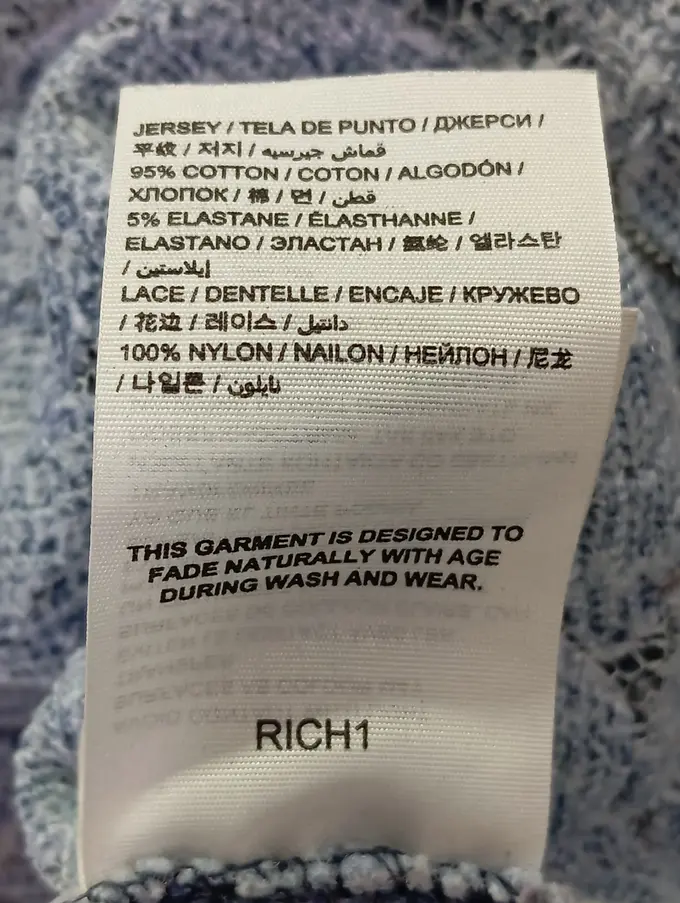 JERSEY / TELA DE PUNTO / ДЖЕРСИ /
平紋 / 저지 / قماش جيرسيه
95% COTTON / COTON / ALGODÓN /
ХЛОПОК / 棉 / 면 / قطن
5% ELASTANE / ÉLASTHANNE /
ELASTANO / ЭЛАСТАН / 氨纶 / 엘라스탄
/ إيلاستين
LACE / DENTELLE / ENCAJE / КРУЖЕВО
/ 花边 / 레이스 / دانتيل
100% NYLON / NAILON / НЕЙЛОН / 尼龙
/ 나일론 / نايلون
THIS GARMENT IS DESIGNED TO
FADE NATURALLY WITH AGE
DURING WASH AND WEAR.
RICH1